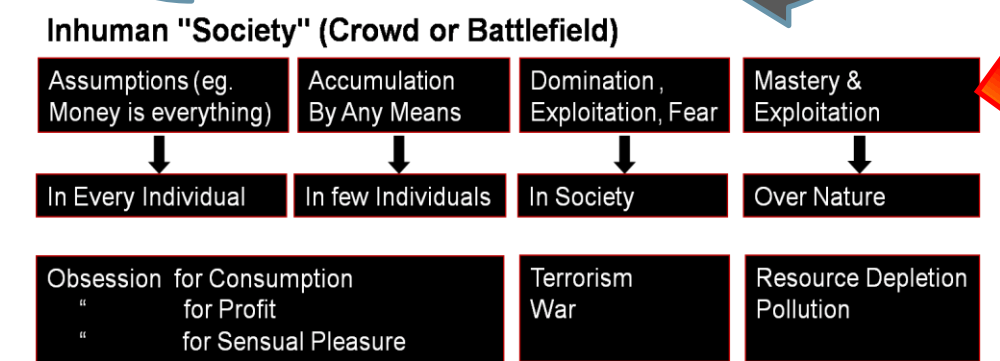 Inhuman "Society" (Crowd or Battlefield)
Assumptions (eg.
Money is everything)
Accumulation
By Any Means
Domination ,
Exploitation, Fear
Mastery &
Exploitation
In Every Individual
In few Individuals
In Society
Over Nature
Obsession for Consumption
“ for Profit
“ for Sensual Pleasure
Terrorism
War
Resource Depletion
Pollution